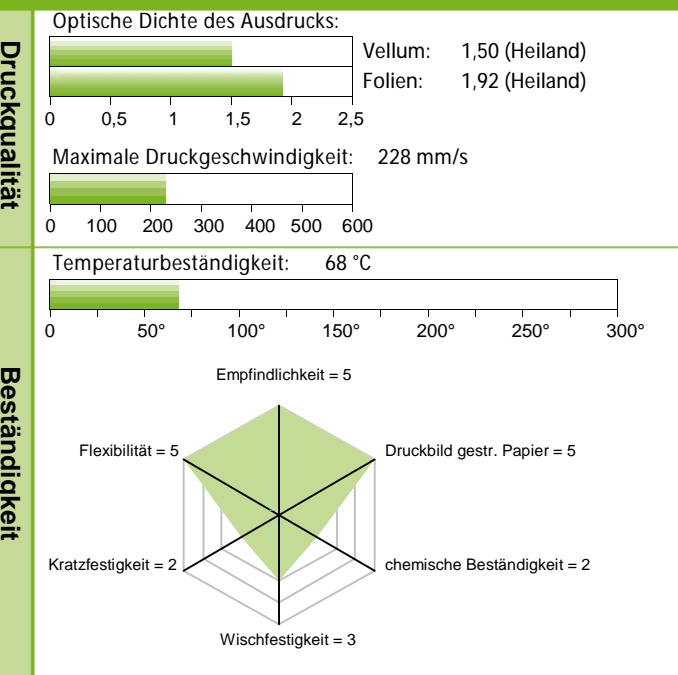 Druckqualität
Optische Dichte des Ausdrucks:
Vellum: 1,50 (Heiland)
Folien: 1,92 (Heiland)
0 0,5 1 1,5 2 2,5
Maximale Druckgeschwindigkeit: 228 mm/s
0 100 200 300 400 500 600
Beständigkeit
Temperaturbeständigkeit: 68 °C
0 50° 100° 150° 200° 250° 300°
Empfindlichkeit = 5
Flexibilität = 5
Druckbild gestr. Papier = 5
Kratzfestigkeit = 2
chemische Beständigkeit = 2
Wischfestigkeit = 3